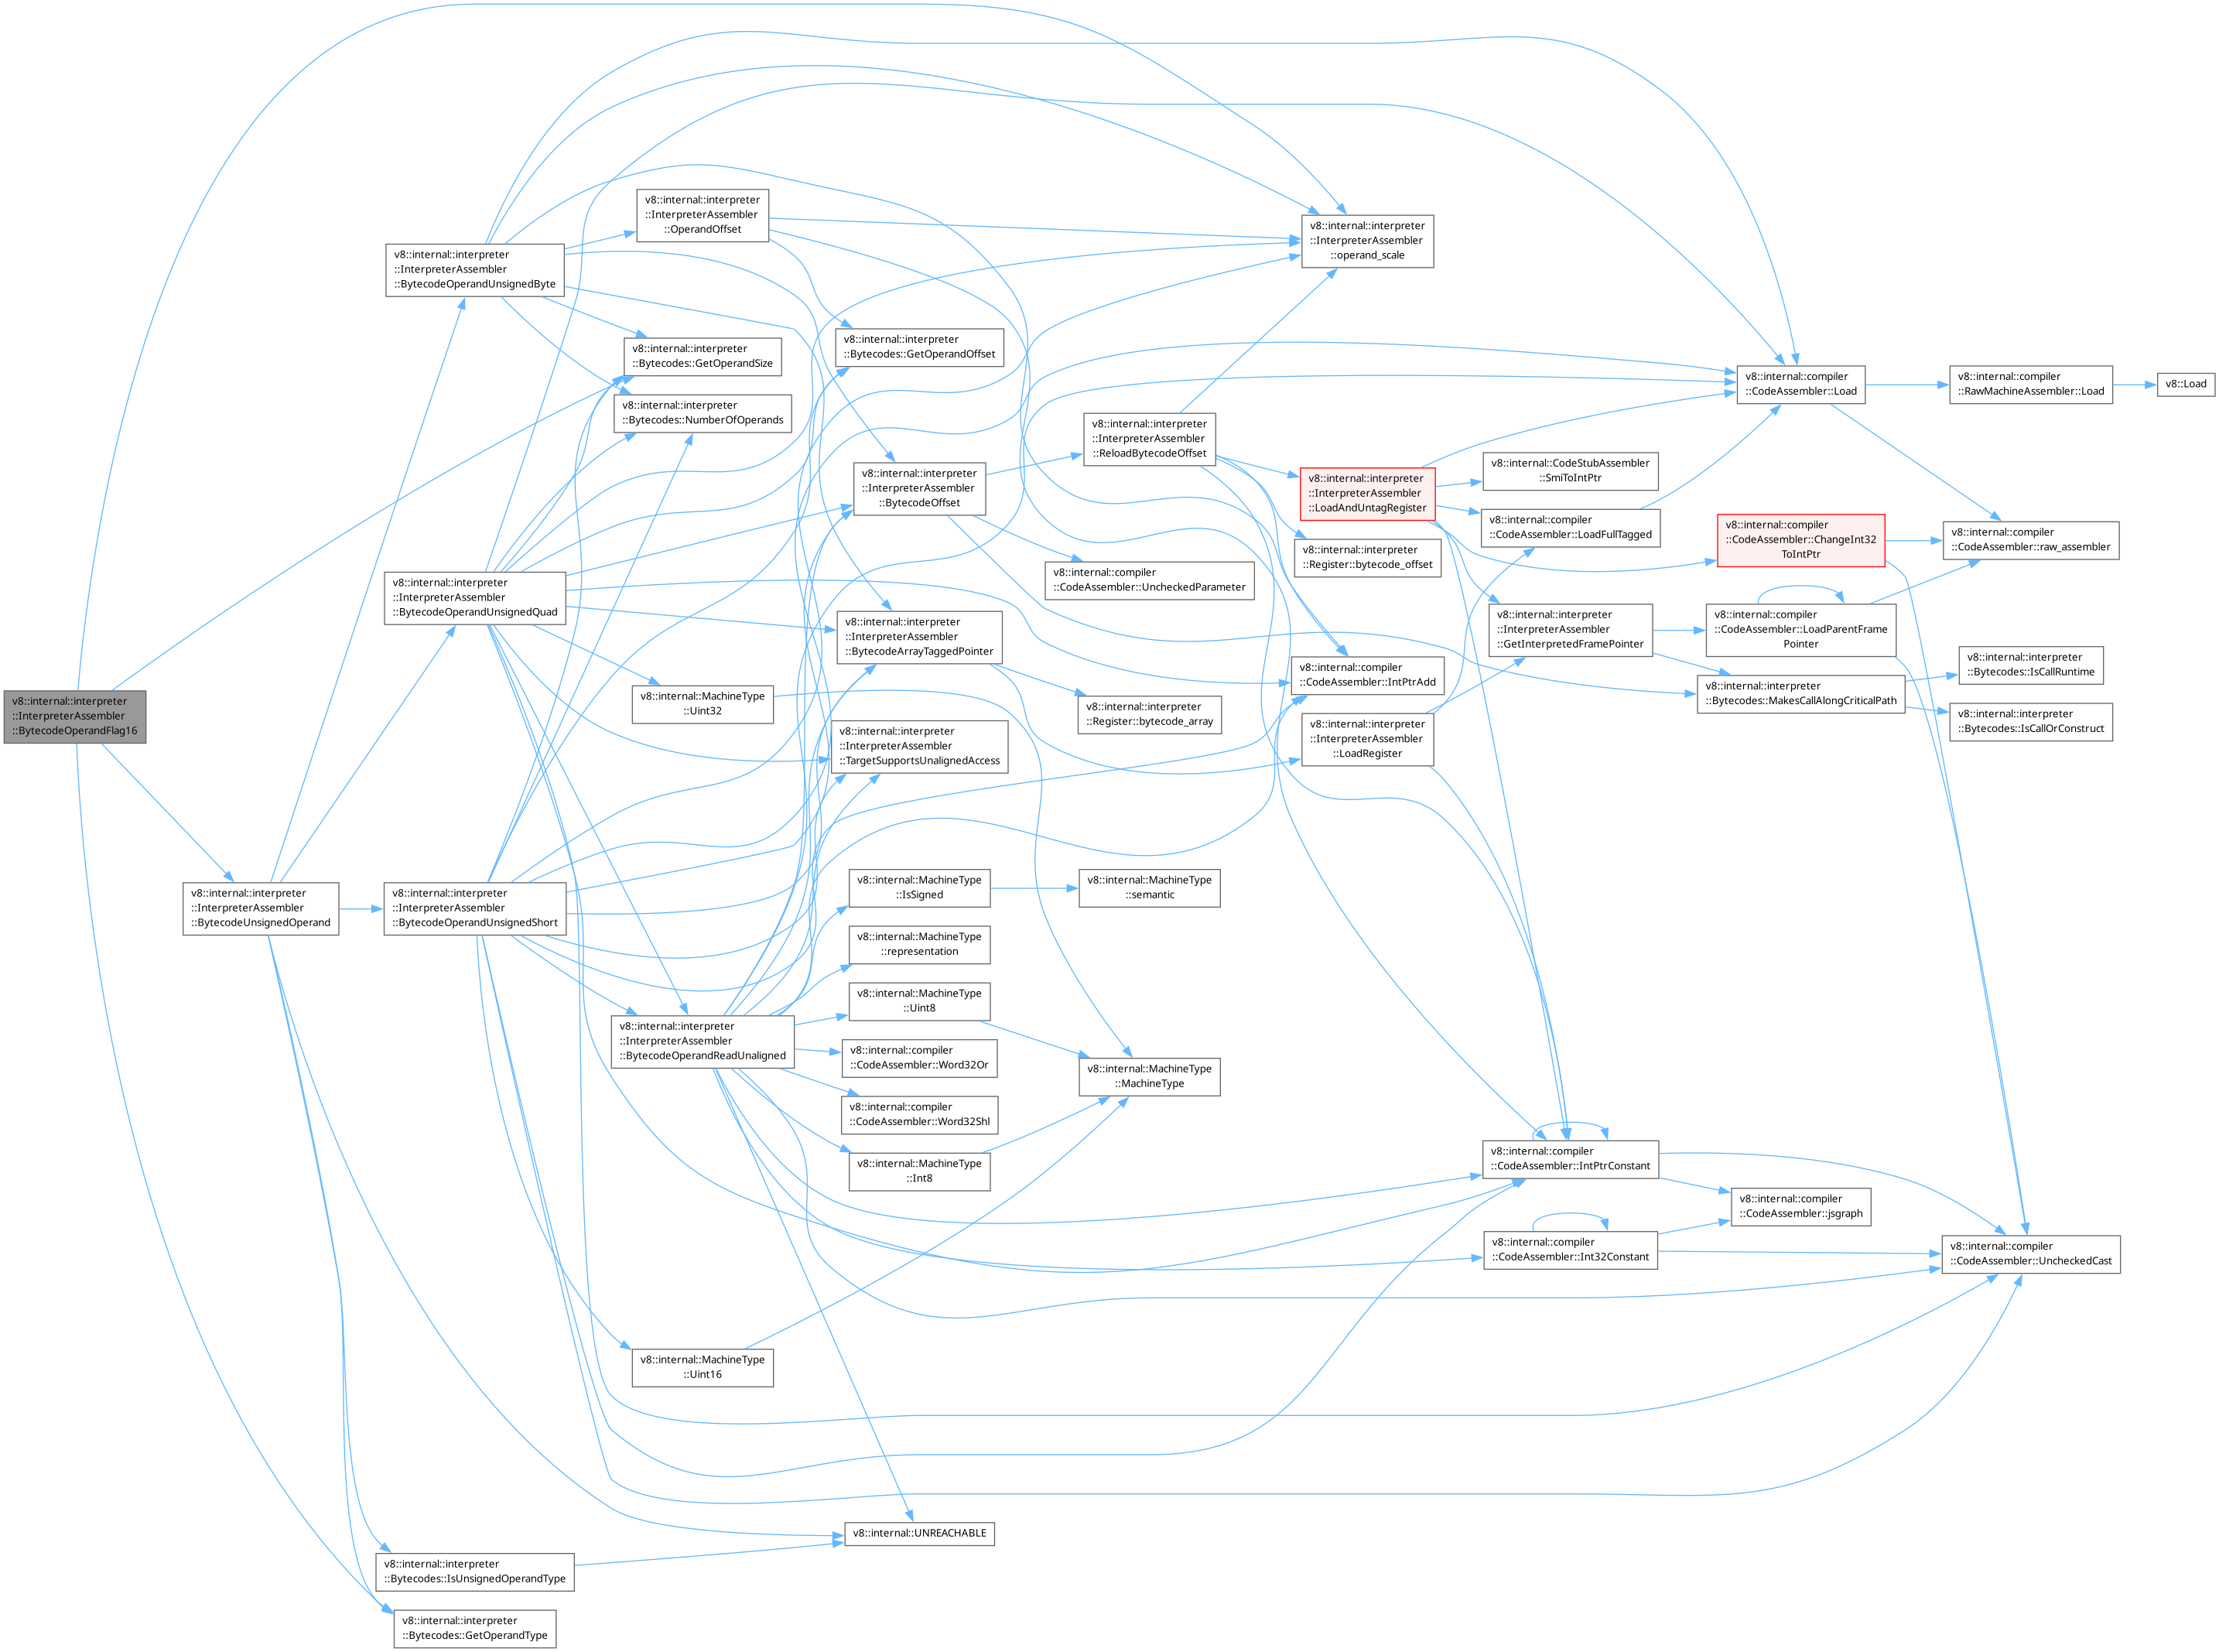 v8::internal::interpreter
::InterpreterAssembler
::BytecodeOperandFlag16
v8::internal::interpreter
::InterpreterAssembler
::BytecodeUnsignedOperand
v8::internal::interpreter
::InterpreterAssembler
::BytecodeOperandUnsignedByte
v8::internal::interpreter
::InterpreterAssembler
::BytecodeOperandUnsignedQuad
v8::internal::interpreter
::InterpreterAssembler
::BytecodeOperandUnsignedShort
v8::internal::interpreter
::Bytecodes::IsUnsignedOperandType
v8::internal::interpreter
::Bytecodes::GetOperandType
v8::internal::interpreter
::InterpreterAssembler
::OperandOffset
v8::internal::interpreter
::Bytecodes::GetOperandSize
v8::internal::interpreter
::Bytecodes::NumberOfOperands
v8::internal::MachineType
::Uint32
v8::internal::interpreter
::InterpreterAssembler
::BytecodeOperandReadUnaligned
v8::internal::MachineType
::Uint16
v8::internal::interpreter
::Bytecodes::GetOperandOffset
v8::internal::interpreter
::InterpreterAssembler
::BytecodeOffset
v8::internal::interpreter
::InterpreterAssembler
::BytecodeArrayTaggedPointer
v8::internal::interpreter
::InterpreterAssembler
::TargetSupportsUnalignedAccess
v8::internal::MachineType
::IsSigned
v8::internal::MachineType
::representation
v8::internal::MachineType
::Uint8
v8::internal::compiler
::CodeAssembler::Word32Or
v8::internal::compiler
::CodeAssembler::Word32Shl
v8::internal::MachineType
::Int8
v8::internal::UNREACHABLE
v8::internal::interpreter
::InterpreterAssembler
::ReloadBytecodeOffset
v8::internal::compiler
::CodeAssembler::UncheckedParameter
v8::internal::interpreter
::Register::bytecode_array
v8::internal::MachineType
::semantic
v8::internal::MachineType
::MachineType
v8::internal::interpreter
::InterpreterAssembler
::operand_scale
v8::internal::interpreter
::InterpreterAssembler
::LoadAndUntagRegister
v8::internal::interpreter
::Register::bytecode_offset
v8::internal::compiler
::CodeAssembler::IntPtrAdd
v8::internal::interpreter
::InterpreterAssembler
::LoadRegister
v8::internal::CodeStubAssembler
::SmiToIntPtr
v8::internal::compiler
::CodeAssembler::LoadFullTagged
v8::internal::interpreter
::InterpreterAssembler
::GetInterpretedFramePointer
v8::internal::compiler
::CodeAssembler::IntPtrConstant
v8::internal::compiler
::CodeAssembler::Int32Constant
v8::internal::compiler
::CodeAssembler::Load
v8::internal::compiler
::CodeAssembler::ChangeInt32
ToIntPtr
v8::internal::compiler
::CodeAssembler::LoadParentFrame
Pointer
v8::internal::interpreter
::Bytecodes::MakesCallAlongCriticalPath
v8::internal::compiler
::CodeAssembler::jsgraph
v8::internal::compiler
::RawMachineAssembler::Load
v8::internal::compiler
::CodeAssembler::raw_assembler
v8::internal::interpreter
::Bytecodes::IsCallRuntime
v8::internal::interpreter
::Bytecodes::IsCallOrConstruct
v8::internal::compiler
::CodeAssembler::UncheckedCast
v8::Load